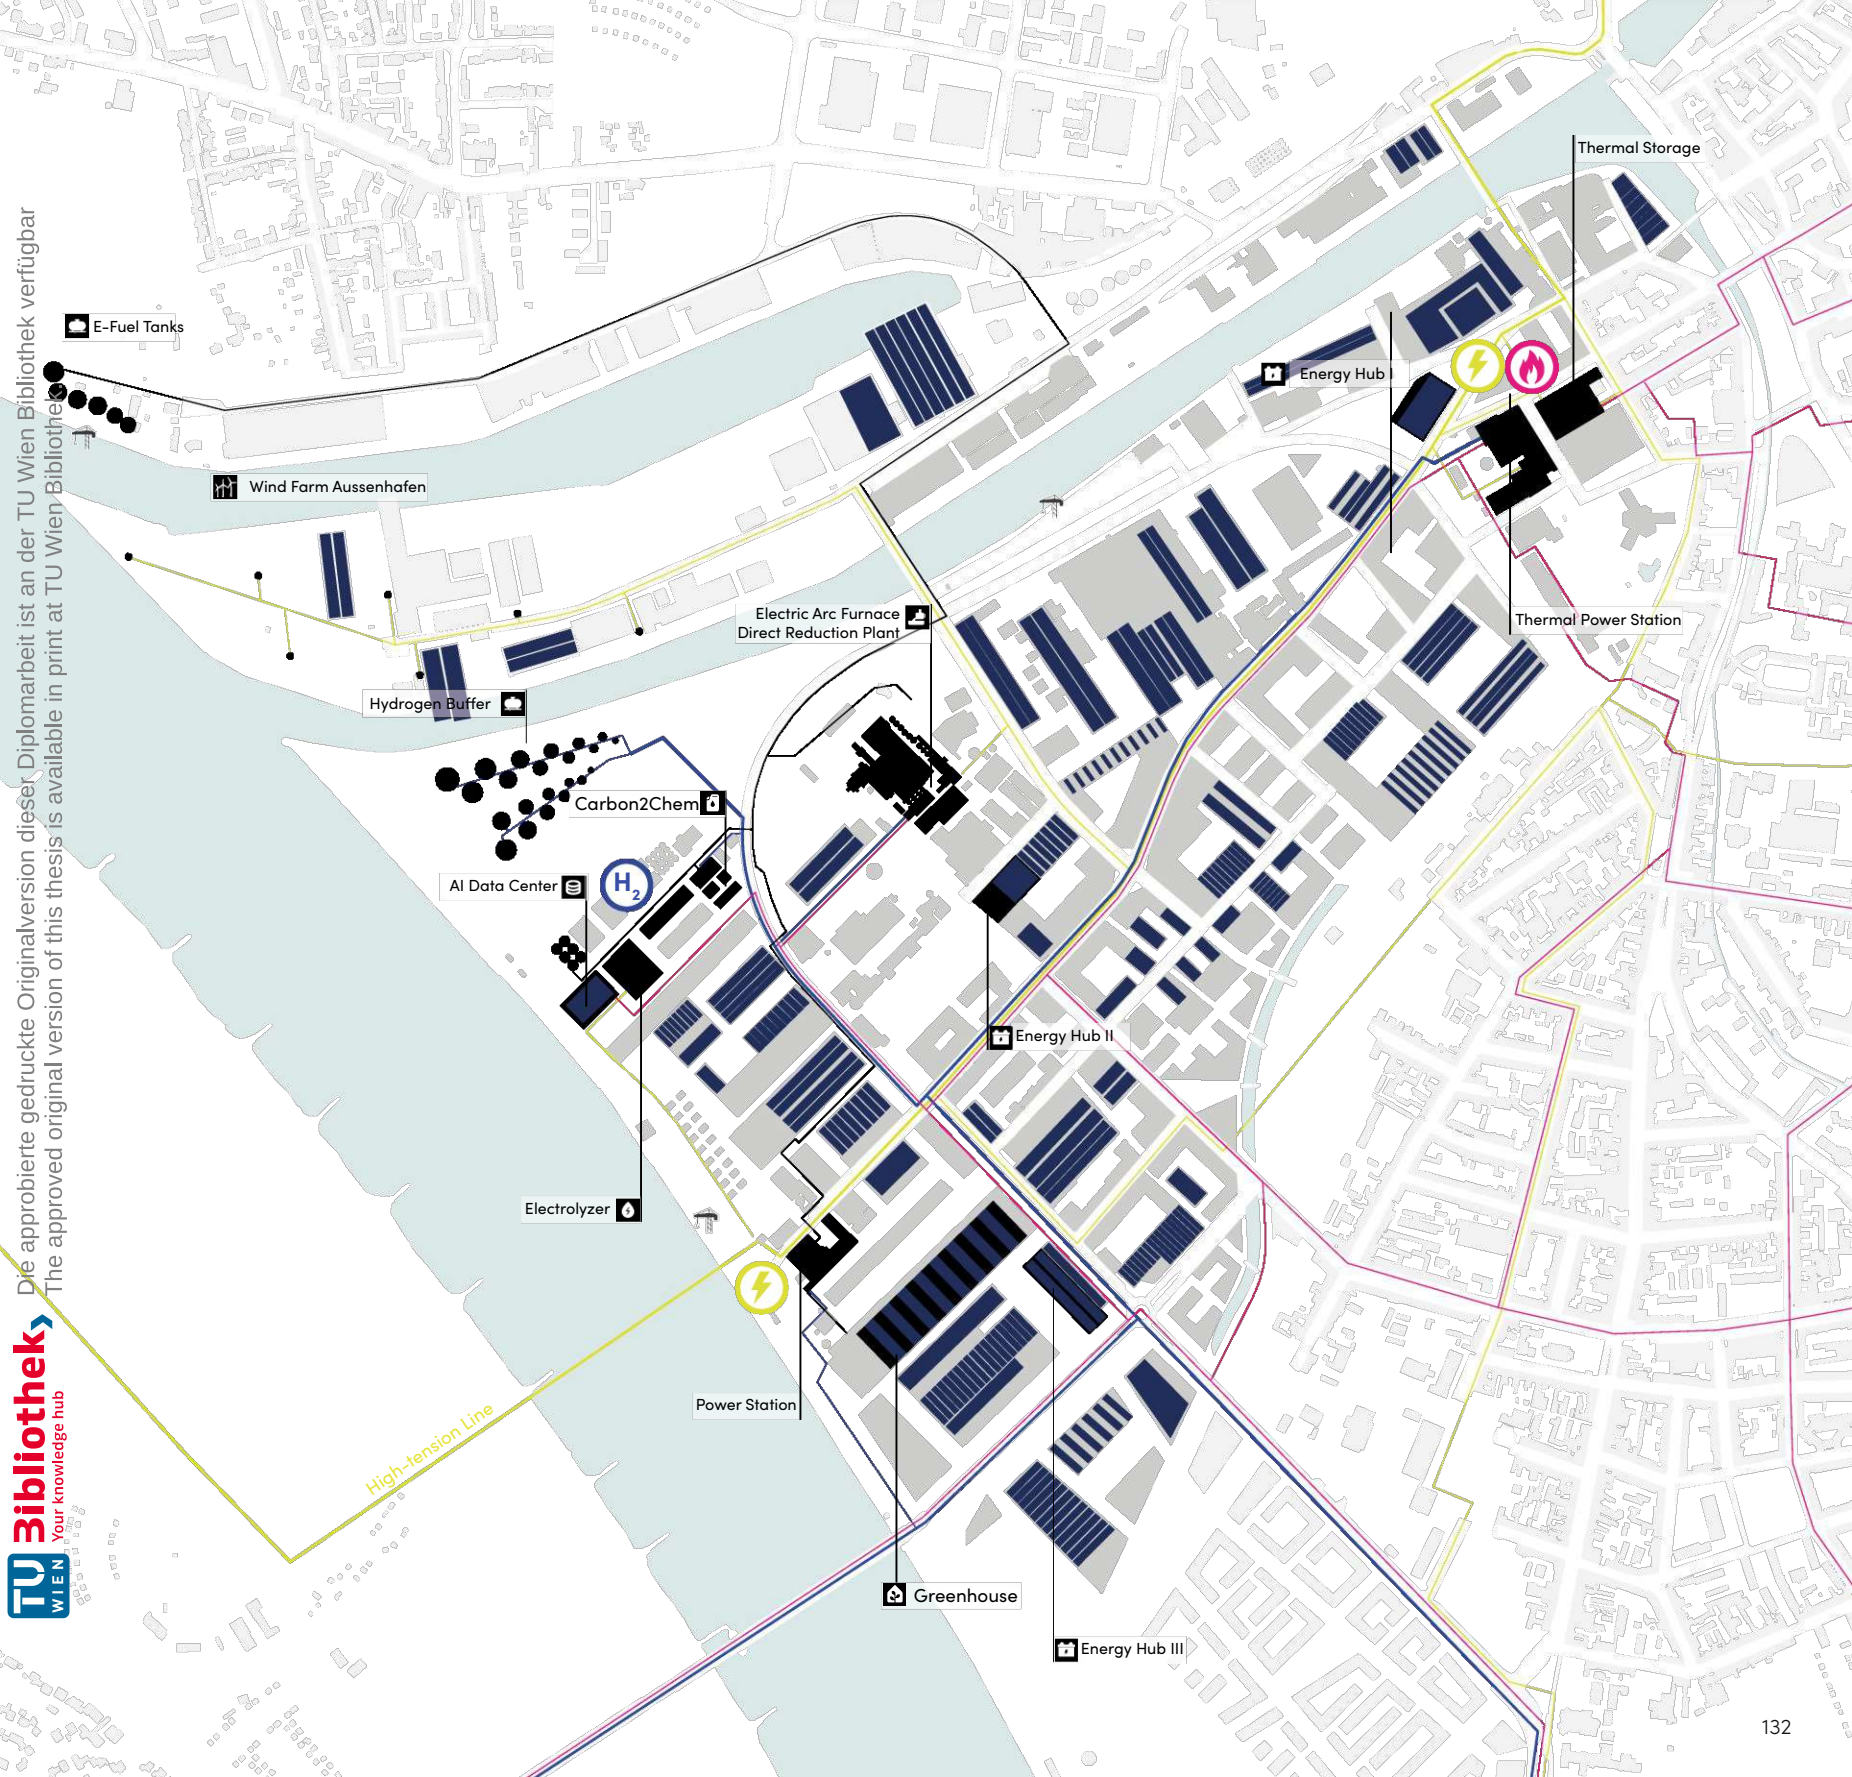 Thermal Storage
E-Fuel Tanks
Energy Hub I
Wind Farm Aussenhafen
Electric Arc Furnace
Direct Reduction Plant
Thermal Power Station
Hydrogen Buffer
Carbon2Chem
AI Data Center
H2
Energy Hub II
Electrolyzer
Power Station
High-tension Line
Greenhouse
Energy Hub III
132
Die approbierte gedruckte Originalversion dieser Diplomarbeit ist an der TU Wien Bibliothek verfügbar
The approved original version of this thesis is available in print at TU Wien Bibliothek.
TU WIEN
Bibliothek
Your knowledge hub